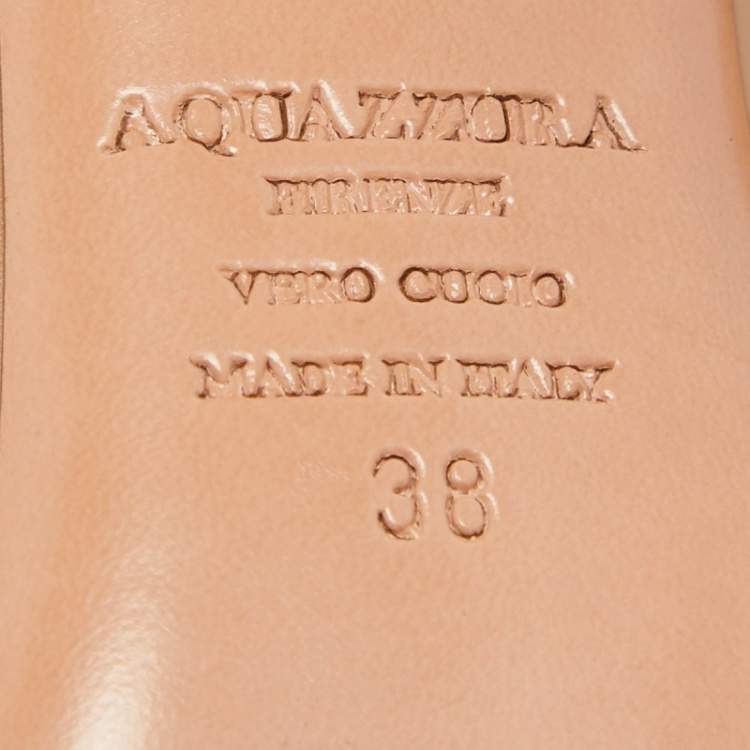 AQUAZZURA
FIRENZE
VERO CUOIO
MADE IN ITALY.
38